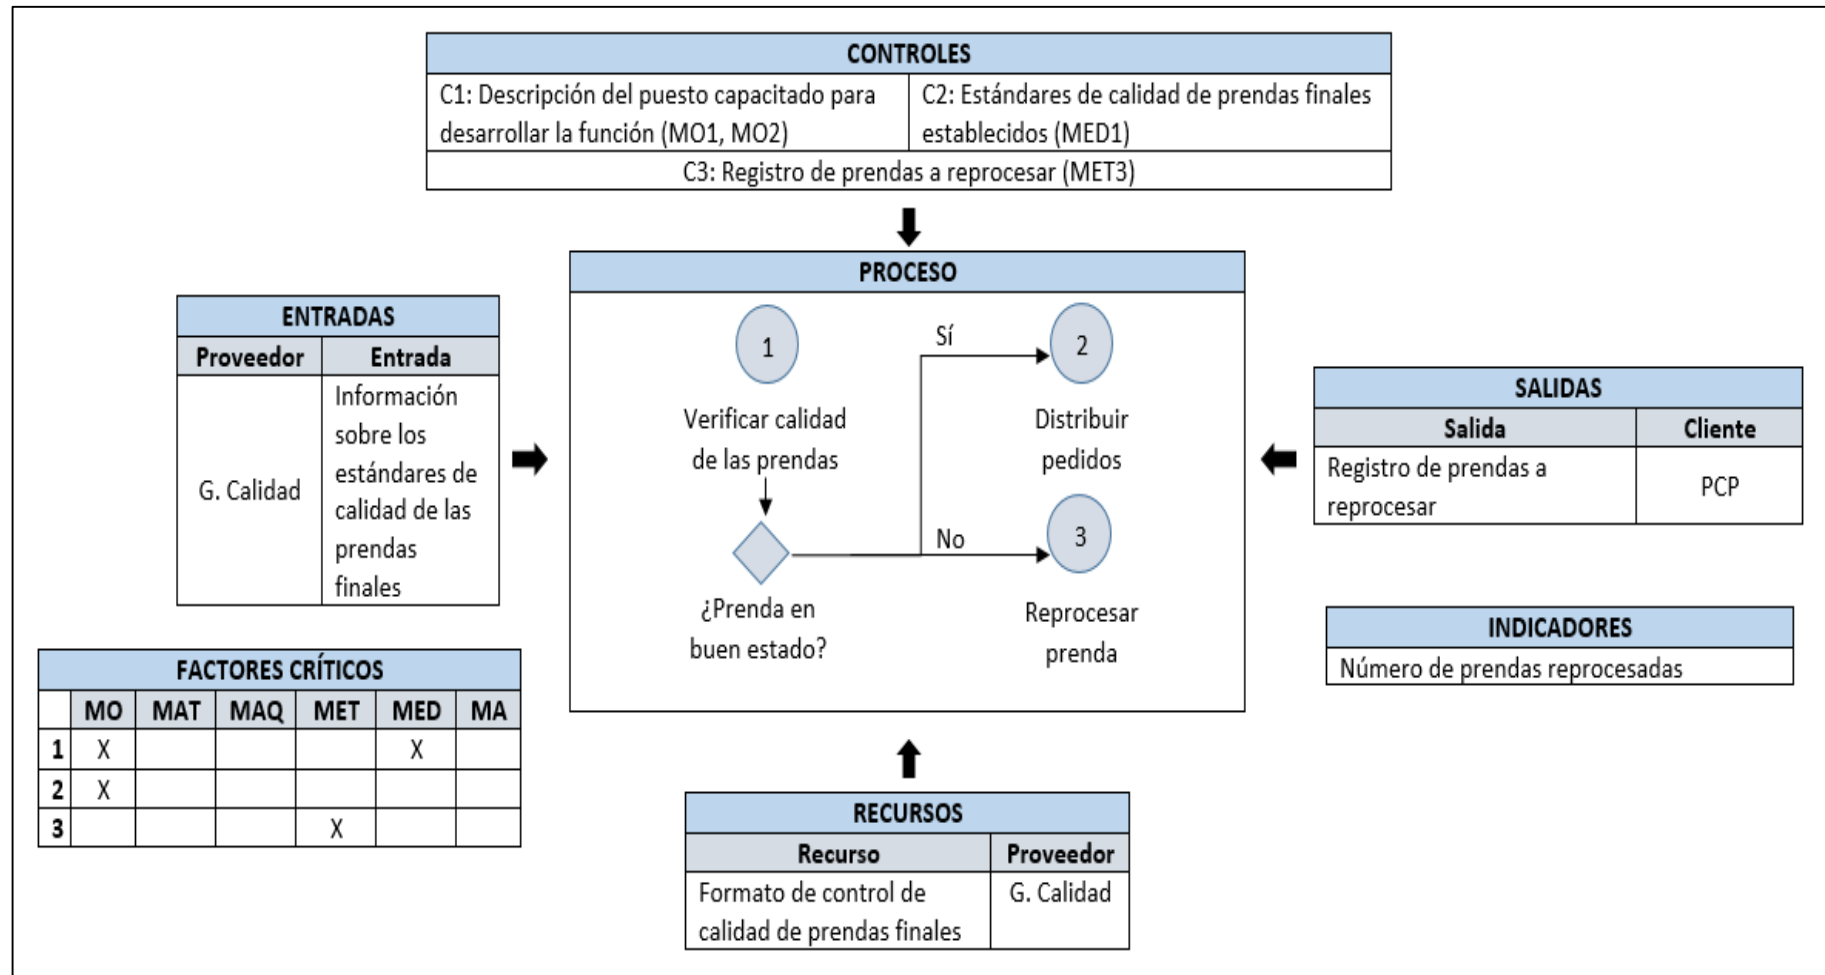 CONTROLES
C1: Descripción del puesto capacitado para
desarrollar la función (MO1, MO2)
C2: Estándares de calidad de prendas finales
establecidos (MED1)
C3: Registro de prendas a reprocesar (MET3)
PROCESO
1
Verificar calidad
de las prendas
¿Prenda en
buen estado?
Sí
2
Distribuir
pedidos
No
3
Reprocesar
prenda
ENTRADAS
Proveedor Entrada
G. Calidad
Información
sobre los
estándares de
calidad de las
prendas
finales
SALIDAS
Salida Cliente
Registro de prendas a
reprocesar
PCP
INDICADORES
Número de prendas reprocesadas
FACTORES CRÍTICOS
MO MAT MAQ MET MED MA
1 X X
2 X
3 X
RECURSOS
Recurso Proveedor
Formato de control de
calidad de prendas finales
G. Calidad